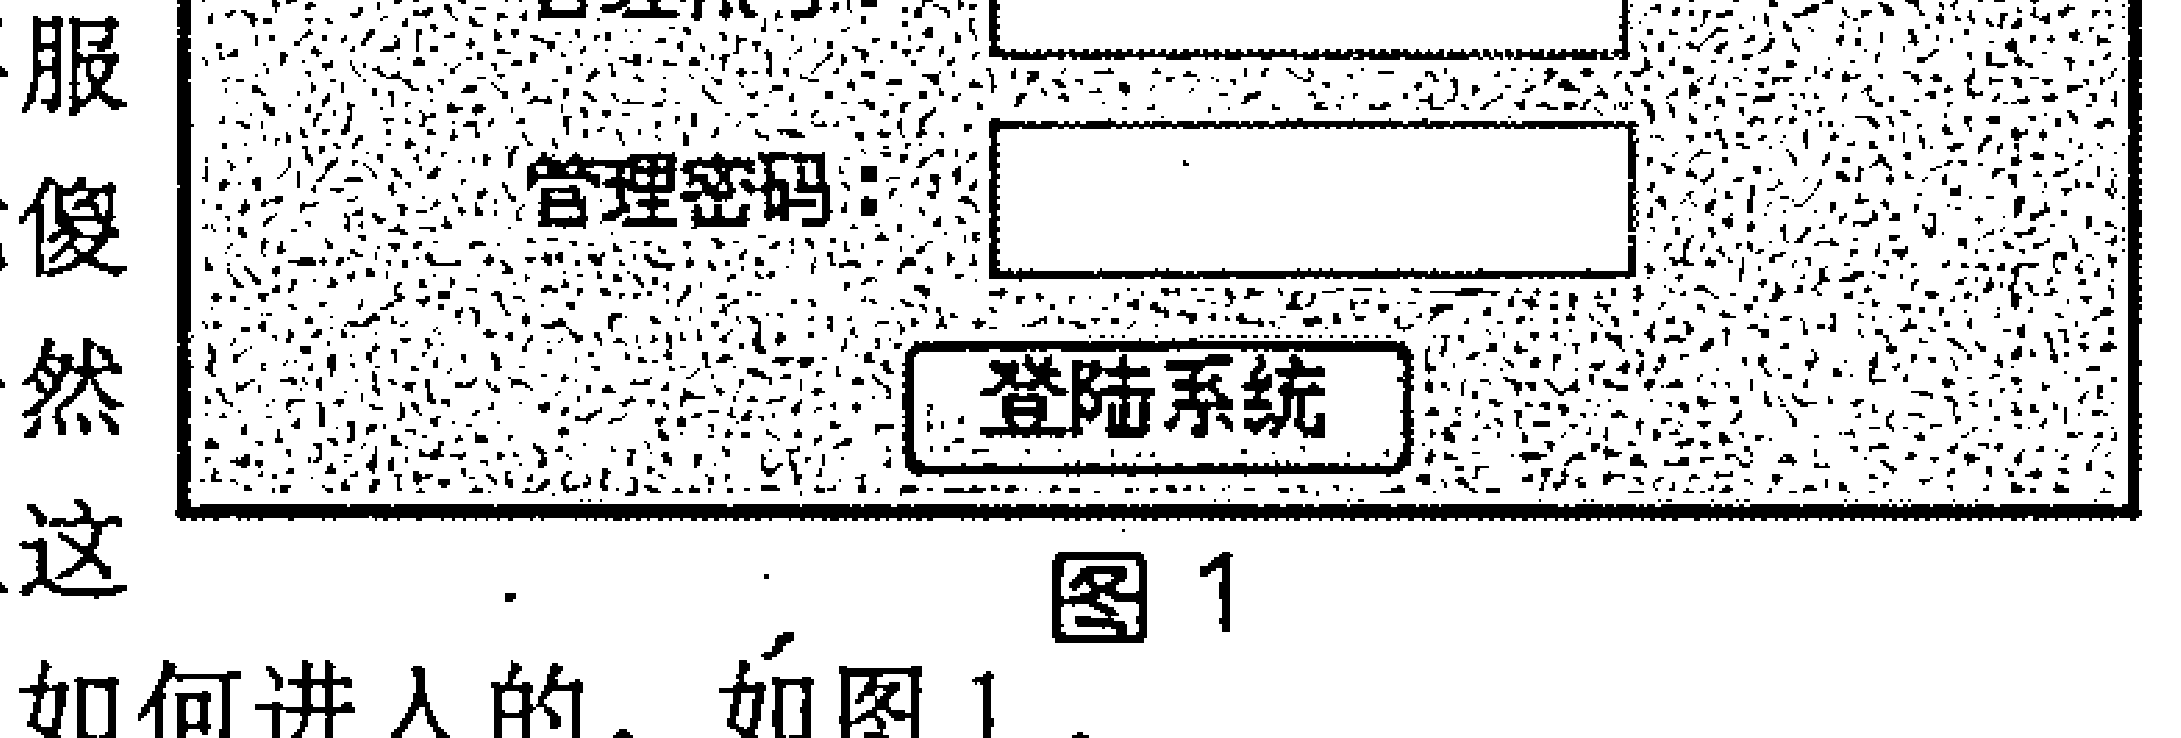 服
管理密码：
傻
登陆系统
然
这
图 1
如何进入的。如图 1 。